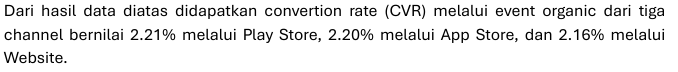 Dari hasil data diatas didapatkan convertion rate (CVR) melalui event organic dari tiga
channel bernilai 2.21% melalui Play Store, 2.20% melalui App Store, dan 2.16% melalui
Website.